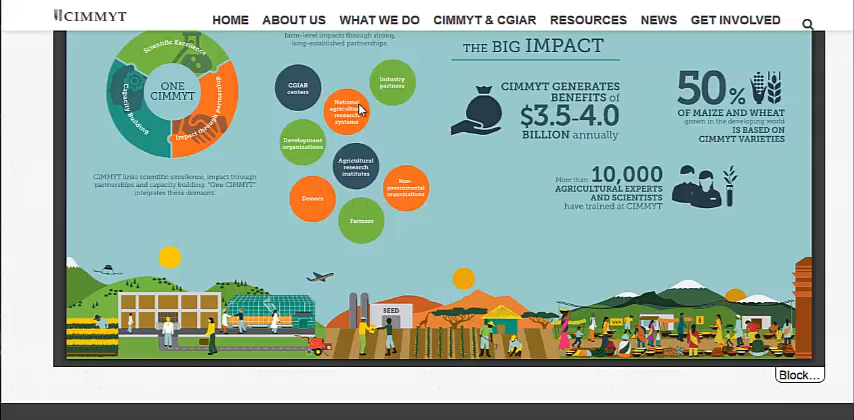 CIMMYT
HOME ABOUT US WHAT WE DO CIMMYT & CGIAR RESOURCES NEWS GET INVOLVED
farm-level impacts through strong,
long-established partnerships.
Scientific Excellence
Capacity Building
Impact through partnership
ONE
CIMMYT
CIMMYT links scientific excellence, impact through
partnerships and capacity building. "One CIMMYT"
integrates these domains.
CGIAR
centers
Industry
partners
National
agricultural
research
systems
Development
organizations
Agricultural
research
institutes
Non-
governmental
organizations
Donors
Farmers
THE BIG IMPACT
CIMMYT GENERATES
BENEFITS of
$3.5-4.0
BILLION annually
50%
OF MAIZE AND WHEAT
grown in the developing world
IS BASED ON
CIMMYT VARIETIES
More than 10,000
AGRICULTURAL EXPERTS
AND SCIENTISTS
have trained at CIMMYT
SEED
Block...